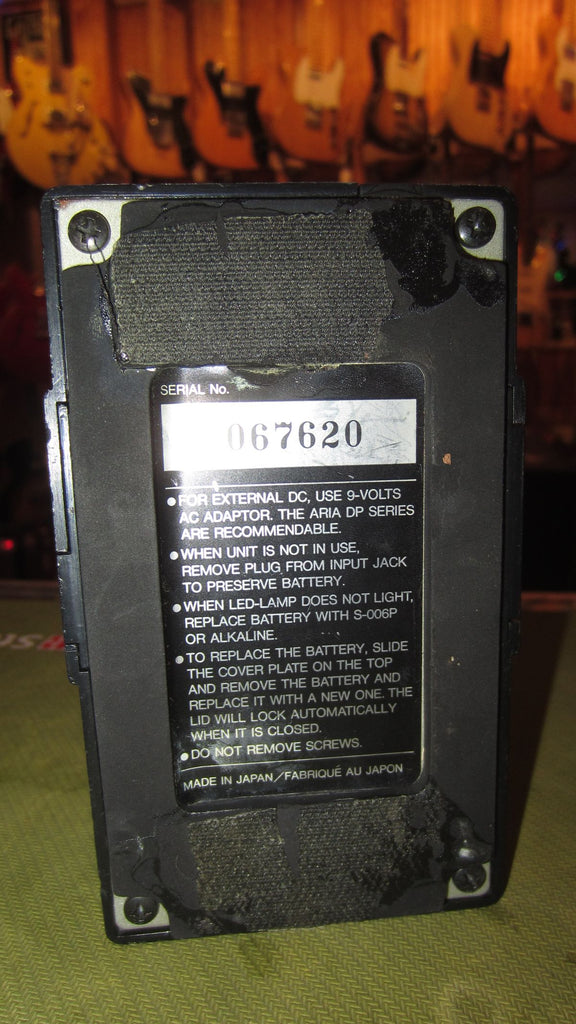 SERIAL No.
067620
● FOR EXTERNAL DC, USE 9-VOLTS
AC ADAPTOR. THE ARIA DP SERIES
ARE RECOMMENDABLE.
● WHEN UNIT IS NOT IN USE,
REMOVE PLUG FROM INPUT JACK
TO PRESERVE BATTERY.
● WHEN LED-LAMP DOES NOT LIGHT,
REPLACE BATTERY WITH S-006P
OR ALKALINE.
● TO REPLACE THE BATTERY, SLIDE
THE COVER PLATE ON THE TOP
AND REMOVE THE BATTERY AND
REPLACE IT WITH A NEW ONE. THE
LID WILL LOCK AUTOMATICALLY
WHEN IT IS CLOSED.
● DO NOT REMOVE SCREWS.
MADE IN JAPAN/FABRIQUÉ AU JAPON